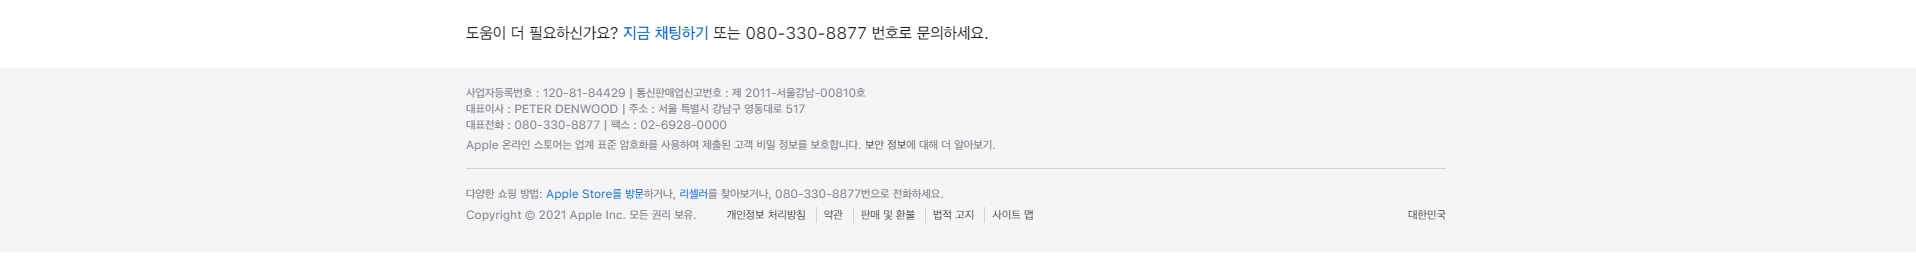 도움이 더 필요하신가요? 지금 채팅하기 또는 080-330-8877 번호로 문의하세요.
사업자등록번호 : 120-81-84429 | 통신판매업신고번호 : 제 2011-서울강남-00810호
대표이사 : PETER DENWOOD | 주소 : 서울 특별시 강남구 영동대로 517
대표전화 : 080-330-8877 | 팩스 : 02-6928-0000
Apple 온라인 스토어는 업계 표준 암호화를 사용하여 제출된 고객 비밀 정보를 보호합니다. 보안 정보에 대해 더 알아보기.
다양한 쇼핑 방법: Apple Store를 방문하거나, 리셀러를 찾아보거나, 080-330-8877번으로 전화하세요.
Copyright © 2021 Apple Inc. 모든 권리 보유. 개인정보 처리방침 약관 판매 및 환불 법적 고지 사이트 맵 대한민국